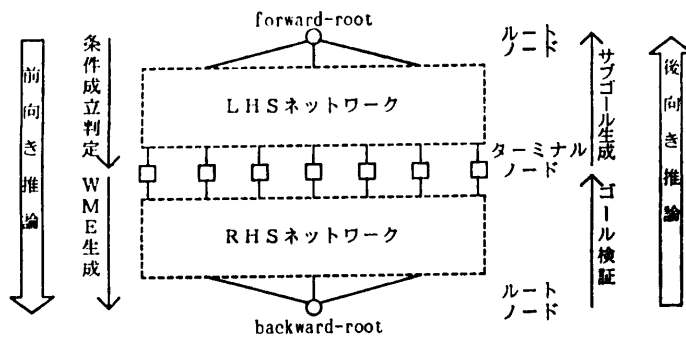 forward-root
ルート
ノード
前向き推論
条件成立判定
LHSネットワーク
サブゴール生成
後向き推論
ターミナル
ノード
WME生成
RHSネットワーク
ゴール検証
ルート
ノード
backward-root